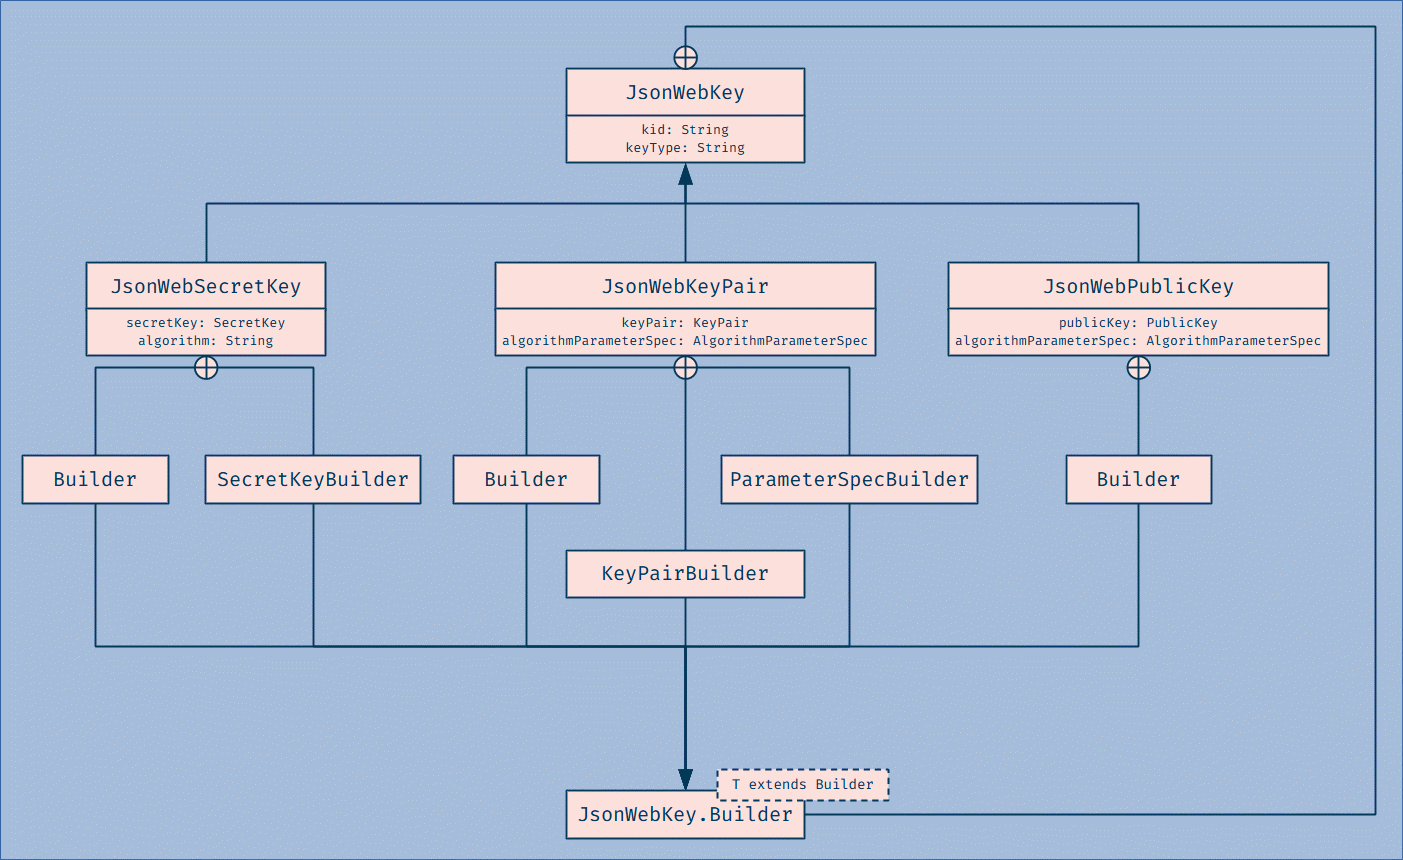 JsonWebKey
kid: String
keyType: String
JsonWebSecretKey
secretKey: SecretKey
algorithm: String
JsonWebKeyPair
keyPair: KeyPair
algorithmParameterSpec: AlgorithmParameterSpec
JsonWebPublicKey
publicKey: PublicKey
algorithmParameterSpec: AlgorithmParameterSpec
Builder
SecretKeyBuilder
Builder
ParameterSpecBuilder
Builder
KeyPairBuilder
T extends Builder
JsonWebKey.Builder